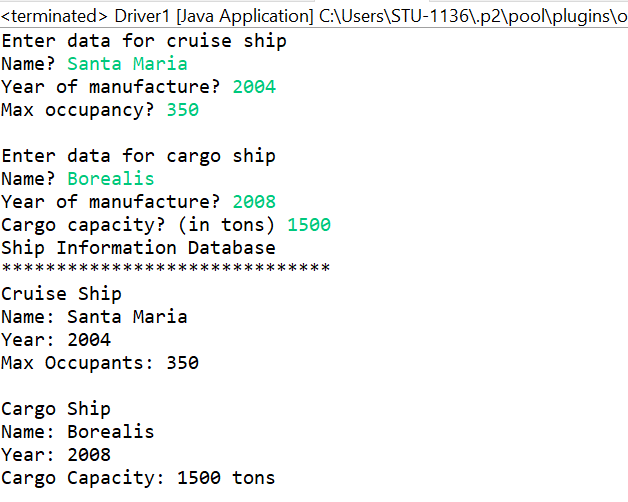 <terminated> Driver1 [Java Application] C:\Users\STU-1136\.p2\pool\plugins\o
Enter data for cruise ship
Name? Santa Maria
Year of manufacture? 2004
Max occupancy? 350
Enter data for cargo ship
Name? Borealis
Year of manufacture? 2008
Cargo capacity? (in tons) 1500
Ship Information Database
******************************
Cruise Ship
Name: Santa Maria
Year: 2004
Max Occupants: 350
Cargo Ship
Name: Borealis
Year: 2008
Cargo Capacity: 1500 tons